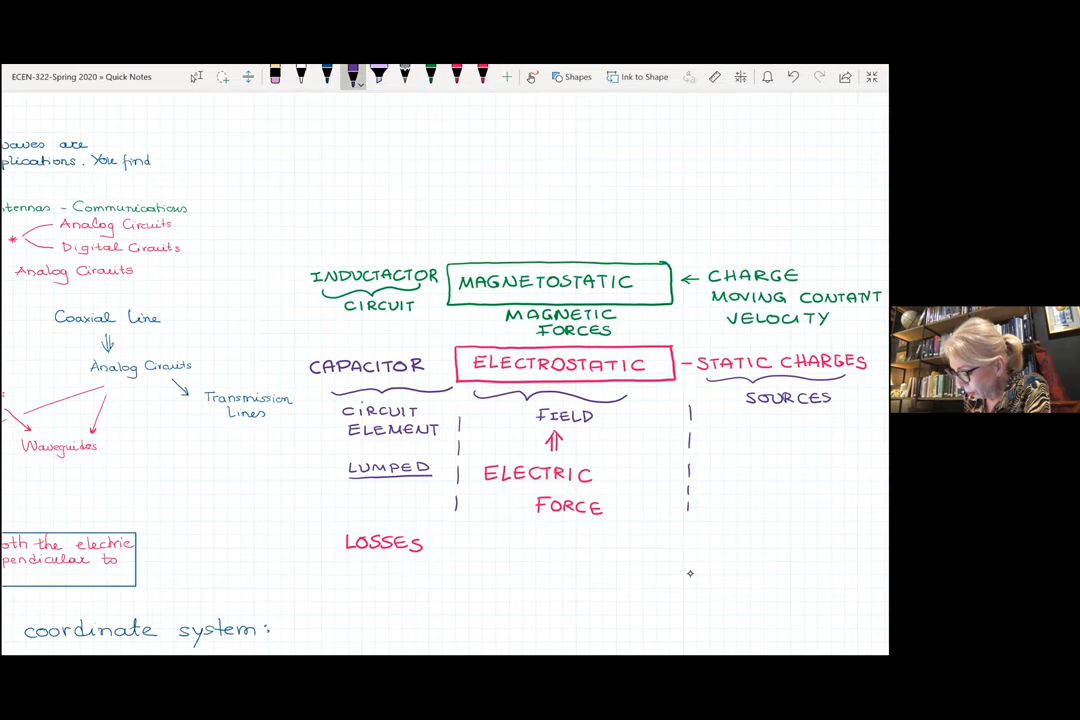 ECEN-322-Spring 2020 » Quick Notes
Shapes
Ink to Shape
waves are
plications. You find
tennas - Communications
* Analog Circuits
Digital Circuits
Analog Circuits
Coaxial Line
Analog Circuits
Transmission
Lines
Waveguides
oth the electric
pendicular to
coordinate system:
INDUCTACTOR
CIRCUIT
MAGNETOSTATIC
MAGNETIC
FORCES
← CHARGE
MOVING CONTANT
VELOCITY
CAPACITOR
ELECTROSTATIC
- STATIC CHARGES
SOURCES
CIRCUIT
ELEMENT
LUMPED
FIELD
ELECTRIC
FORCE
LOSSES